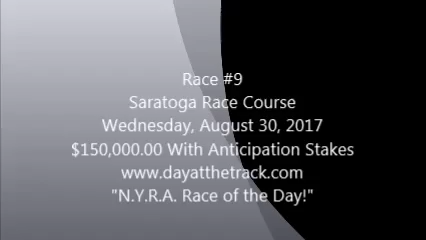 Race #9
Saratoga Race Course
Wednesday, August 30, 2017
$150,000.00 With Anticipation Stakes
www.dayatthetrack.com
"N.Y.R.A. Race of the Day!"